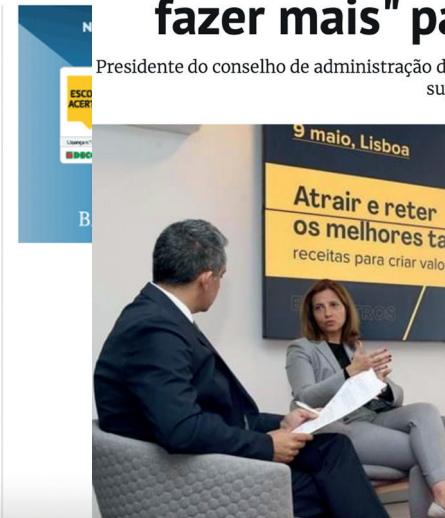 fazer mais" pa
Presidente do conselho de administração d
su
N
ESCO
ACERT
DECO
B
9 maio, Lisboa
Atrair e reter
os melhores ta
receitas para criar valo